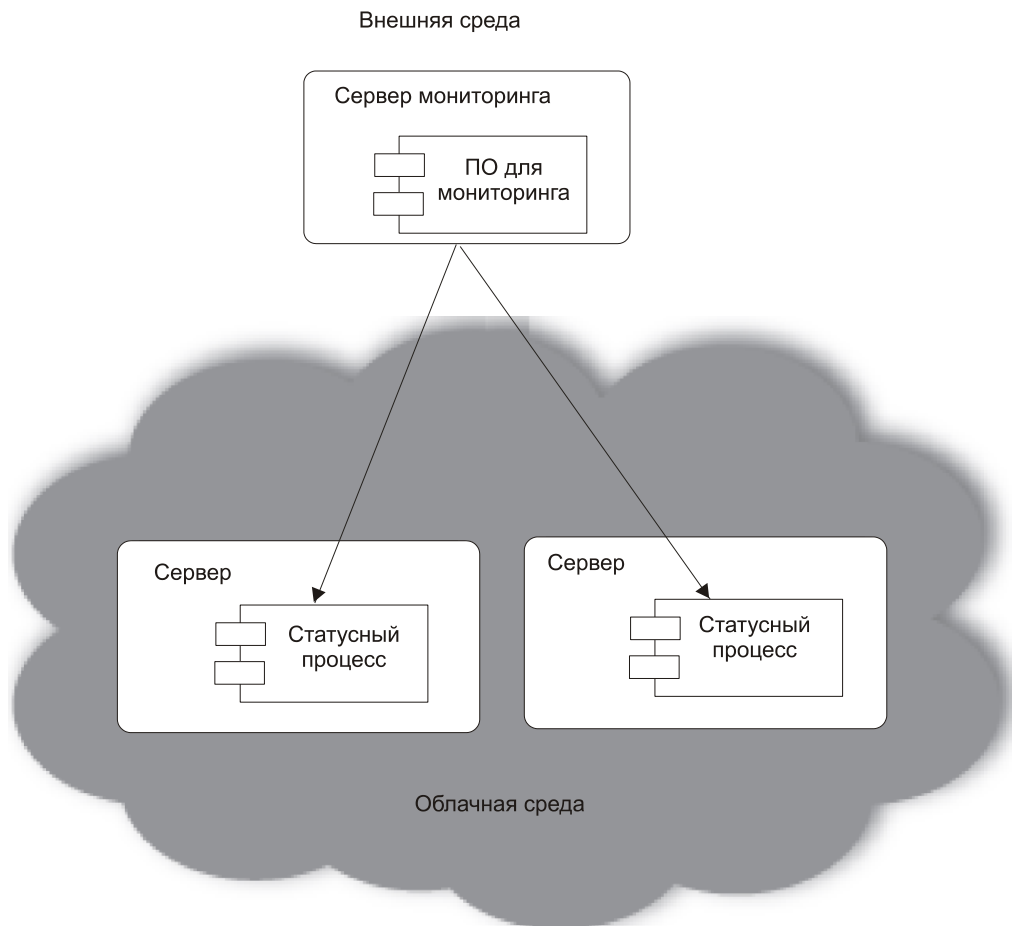 Внешняя среда
Сервер мониторинга
ПО для
мониторинга
Сервер
Статусный
процесс
Сервер
Статусный
процесс
Облачная среда